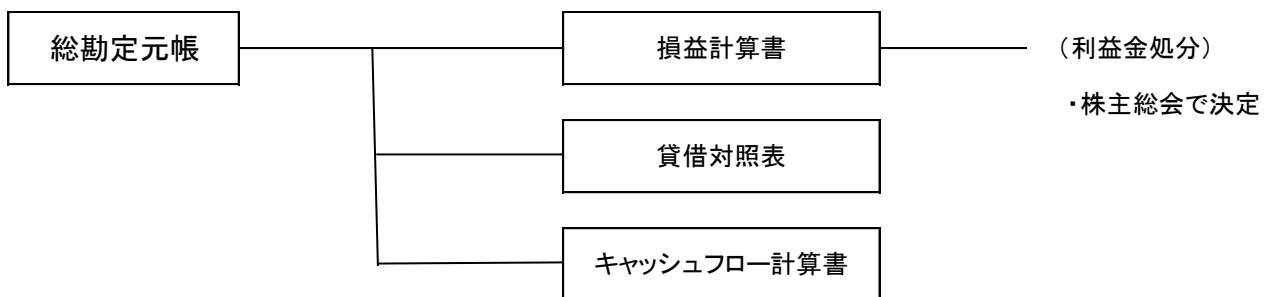 総勘定元帳
損益計算書
（利益金処分）
・株主総会で決定
貸借対照表
キャッシュフロー計算書